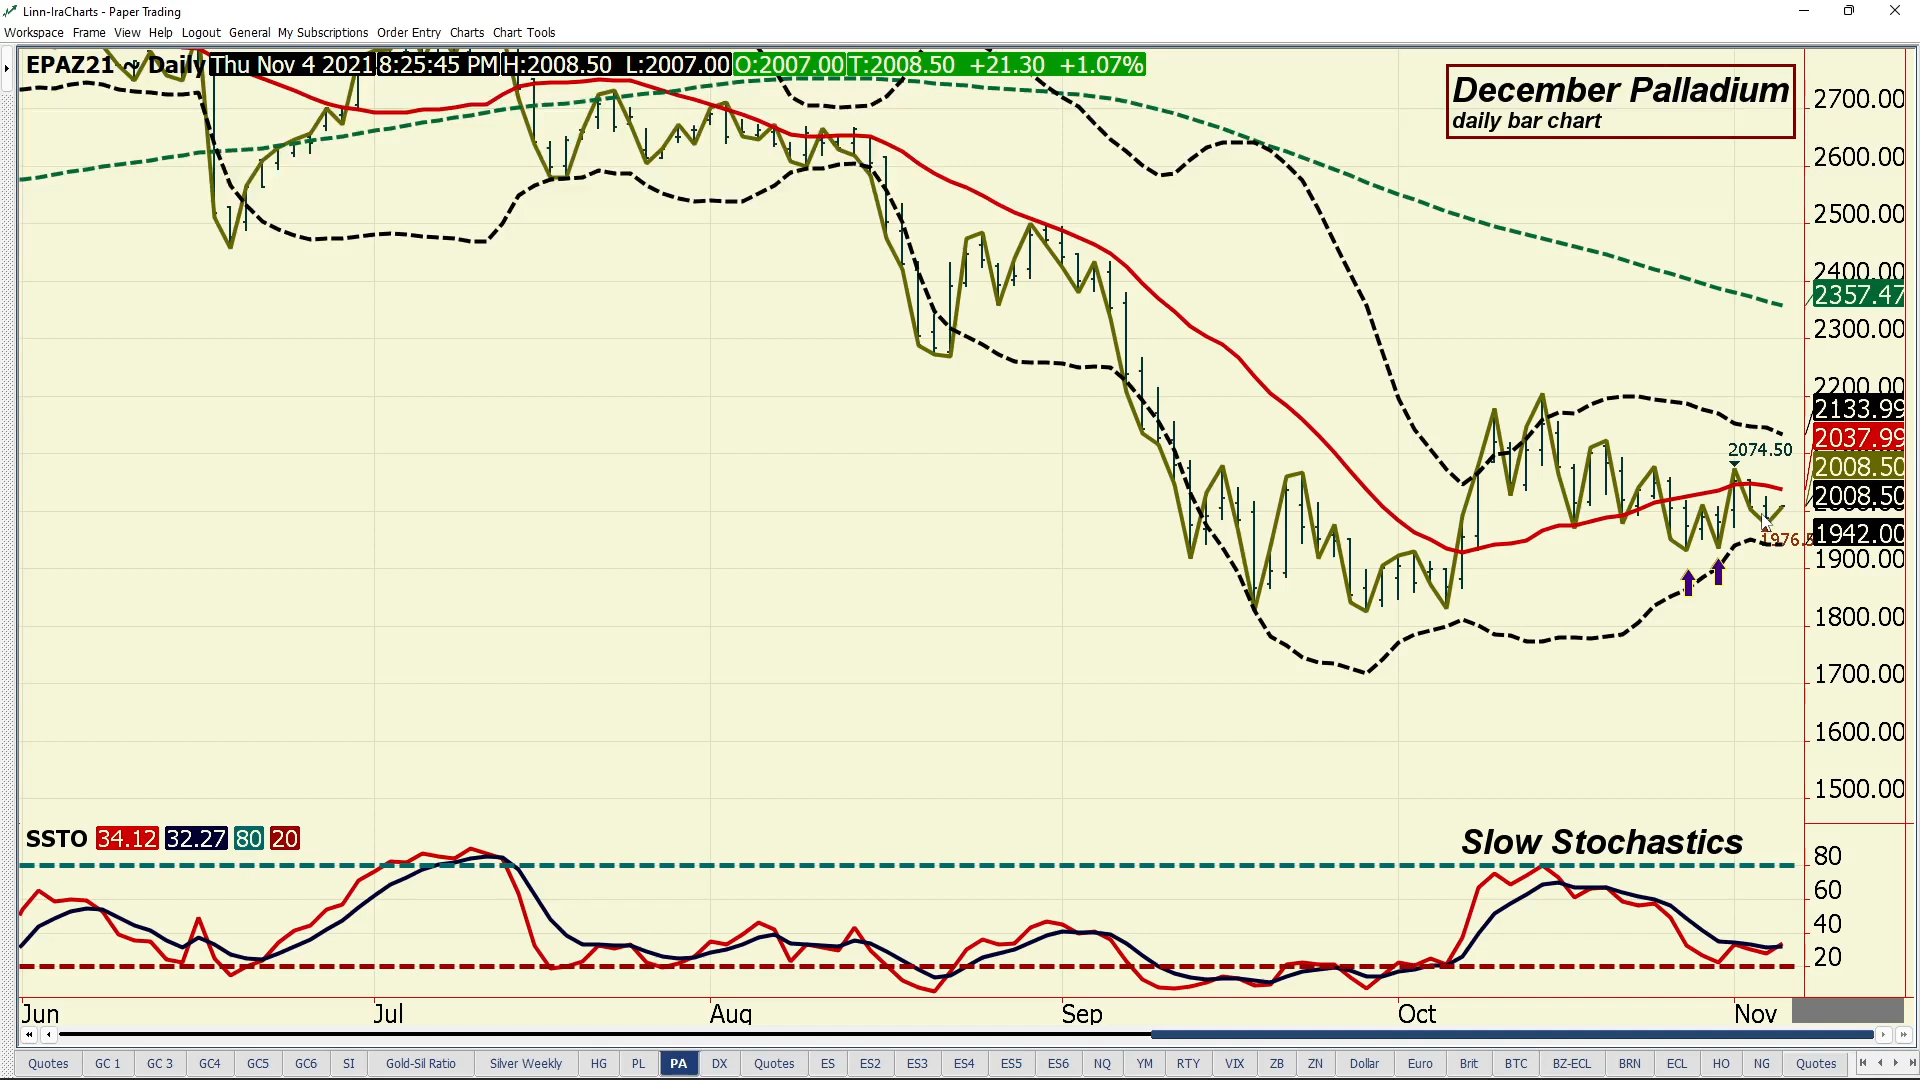 Linn-IraCharts - Paper Trading
Workspace Frame View Help Logout General My Subscriptions Order Entry Charts Chart Tools
EPAZ21 ~ Daily Thu Nov 4 2021 8:25:45 PM H:2008.50 L:2007.00 O:2007.00 T:2008.50 +21.30 +1.07%
December Palladium
daily bar chart
2700.00
2600.00
2500.00
2400.00
2357.47
2300.00
2200.00
2133.99
2037.99
2074.50
2008.50
2008.50
1942.00
1976.5
1900.00
1800.00
1700.00
1600.00
1500.00
SSTO 34.12 32.27 80 20
Slow Stochastics
80
60
40
20
Jun Jul Aug Sep Oct Nov
Quotes GC 1 GC 3 GC4 GC5 GC6 SI Gold-Sil Ratio Silver Weekly HG PL PA DX Quotes ES ES2 ES3 ES4 ES5 ES6 NQ YM RTY VIX ZB ZN Dollar Euro Brit BTC BZ-ECL BRN ECL HO NG Quotes